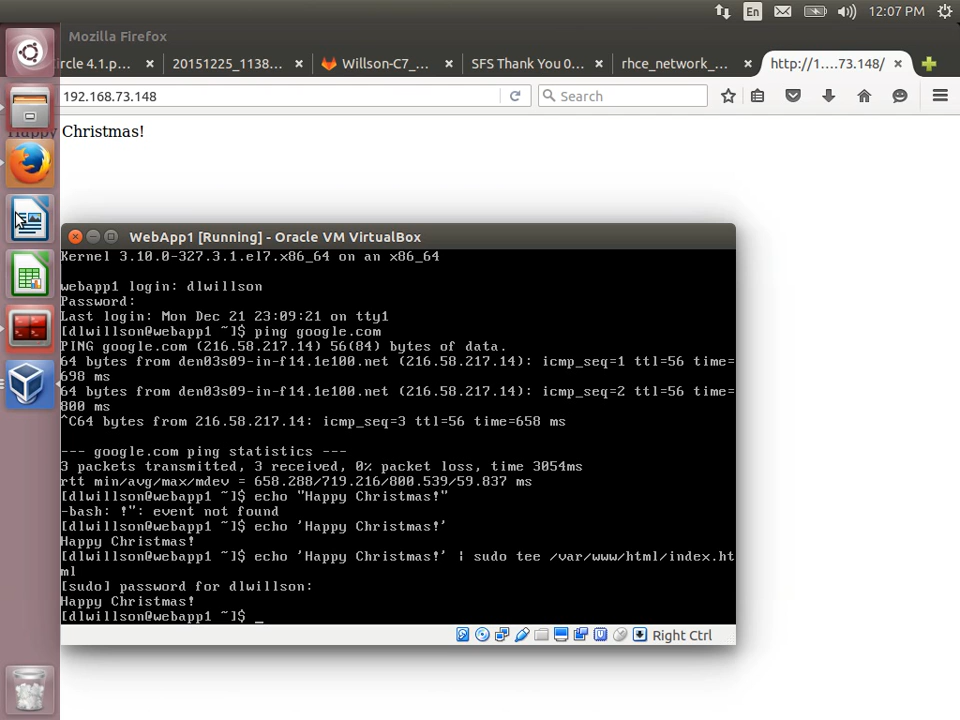 En
12:07 PM
Mozilla Firefox
ircle 4.1.p...
20151225_1138...
Willson-C7_...
SFS Thank You 0...
rhce_network_...
http://1....73.148/
192.168.73.148
Search
Happy Christmas!
WebApp1 [Running] - Oracle VM VirtualBox
Kernel 3.10.0-327.3.1.el7.x86_64 on an x86_64
webapp1 login: dlwillson
Password:
Last login: Mon Dec 21 23:09:21 on tty1
[dlwillson@webapp1 ~]$ ping google.com
PING google.com (216.58.217.14) 56(84) bytes of data.
64 bytes from den03s09-in-f14.1e100.net (216.58.217.14): icmp_seq=1 ttl=56 time=
698 ms
64 bytes from den03s09-in-f14.1e100.net (216.58.217.14): icmp_seq=2 ttl=56 time=
800 ms
^C64 bytes from 216.58.217.14: icmp_seq=3 ttl=56 time=658 ms
--- google.com ping statistics ---
3 packets transmitted, 3 received, 0% packet loss, time 3054ms
rtt min/avg/max/mdev = 658.288/719.216/800.539/59.837 ms
[dlwillson@webapp1 ~]$ echo "Happy Christmas!"
-bash: !": event not found
[dlwillson@webapp1 ~]$ echo 'Happy Christmas!'
Happy Christmas!
[dlwillson@webapp1 ~]$ echo 'Happy Christmas!' | sudo tee /var/www/html/index.ht
ml
[sudo] password for dlwillson:
Happy Christmas!
[dlwillson@webapp1 ~]$ _
Right Ctrl